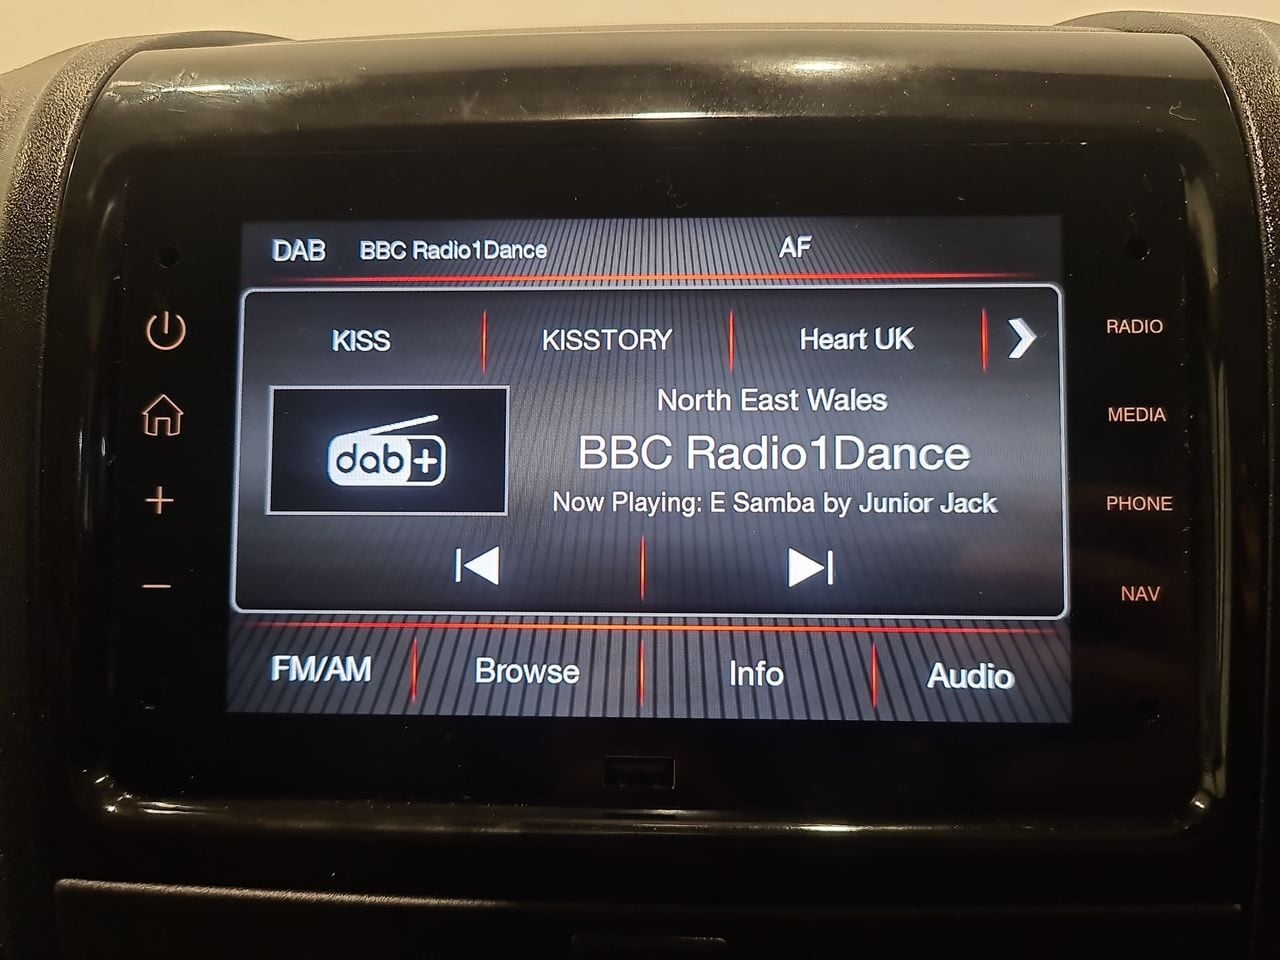 DAB BBC Radio1Dance AF
KISS KISSTORY Heart UK
RADIO
North East Wales
MEDIA
dab+
BBC Radio1Dance
Now Playing: E Samba by Junior Jack
PHONE
NAV
FM/AM Browse Info Audio